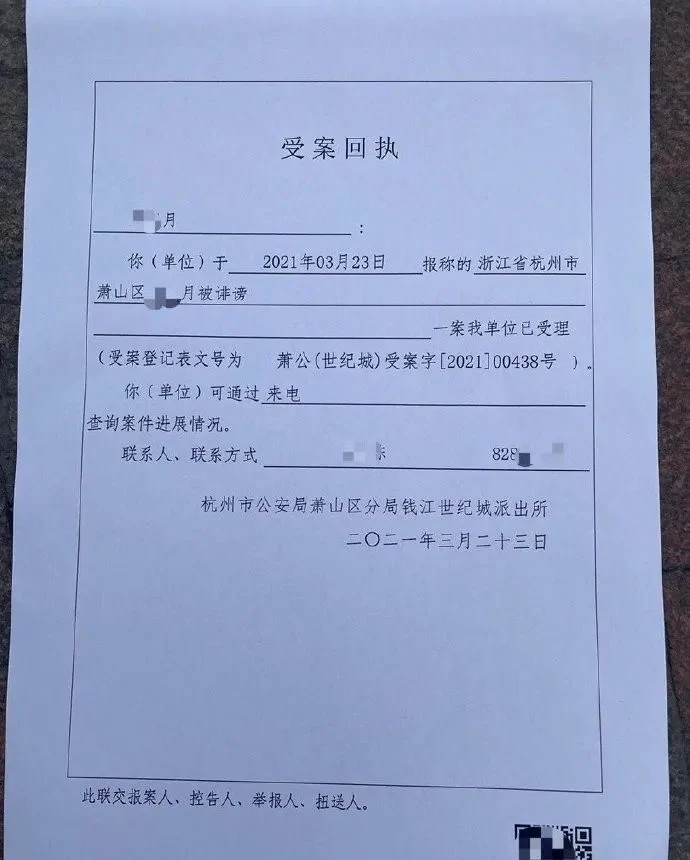 受案回执
月
：
你（单位）于 2021年03月23日 报称的 浙江省杭州市
萧山区 月被诽谤
一案我单位已受理
（受案登记表文号为 萧公(世纪城)受案字[2021]00438号 ）。
你（单位）可通过 来电
查询案件进展情况。
联系人、联系方式 828
杭州市公安局萧山区分局钱江世纪城派出所
二〇二一年三月二十三日
此联交报案人、控告人、举报人、扭送人。